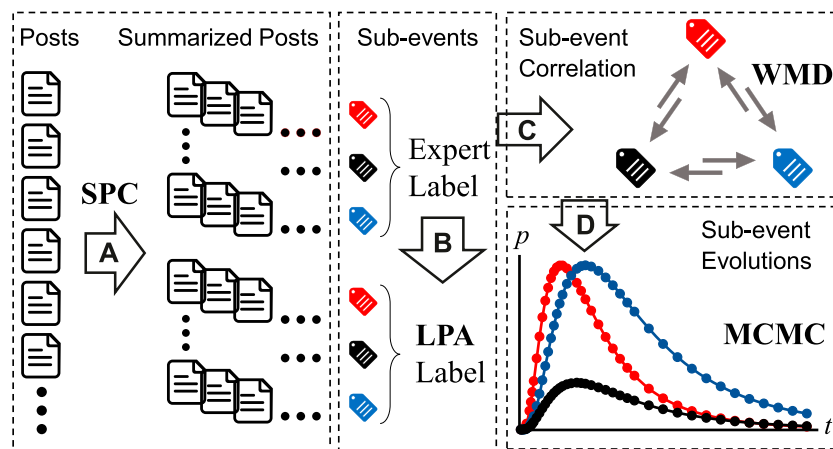 Posts
Summarized Posts
SPC
A
Sub-events
Expert
Label
B
LPA
Label
C
Sub-event
Correlation
WMD
D
Sub-event
Evolutions
p
MCMC
t